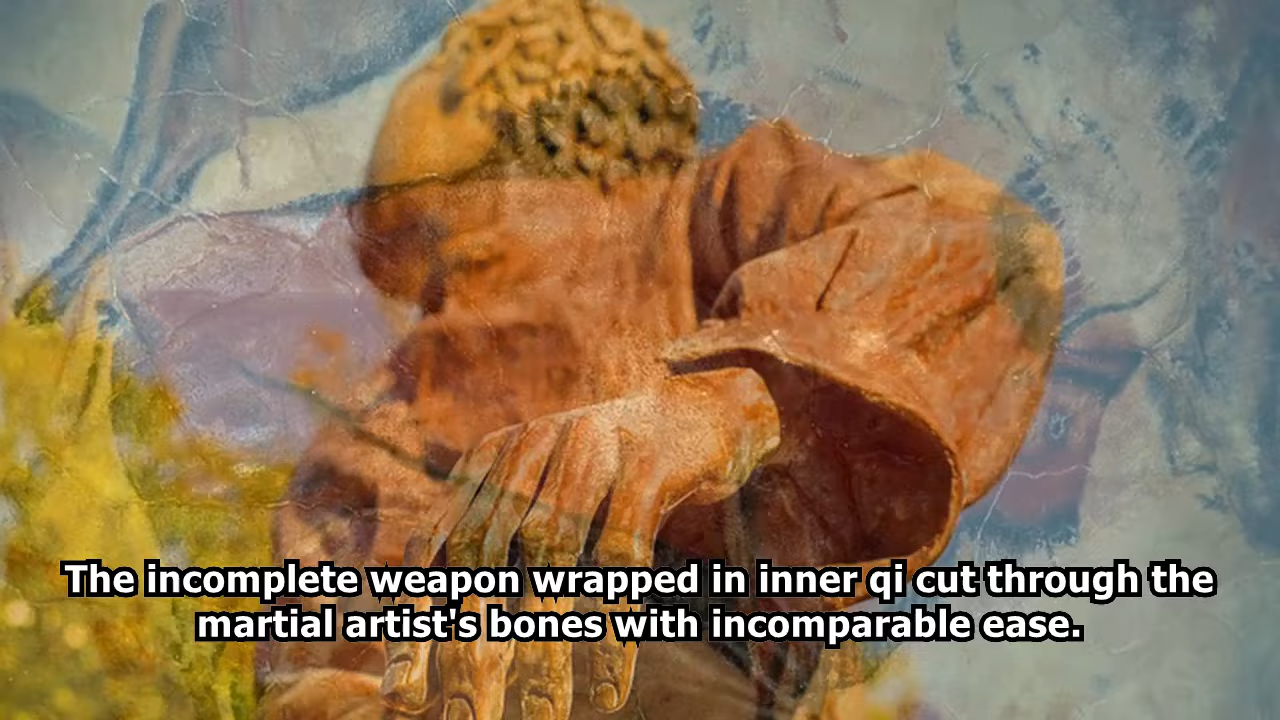 The incomplete weapon wrapped in inner qi cut through the
martial artist's bones with incomparable ease.